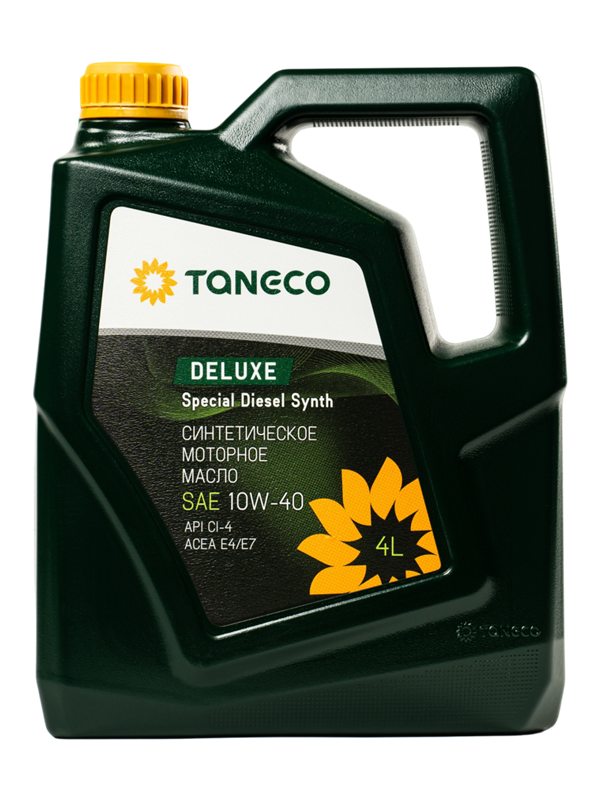 TANECO
DELUXE
Special Diesel Synth
СИНТЕТИЧЕСКОЕ
МОТОРНОЕ
МАСЛО
SAE 10W-40
API CI-4
ACEA E4/E7
4L
TANECO